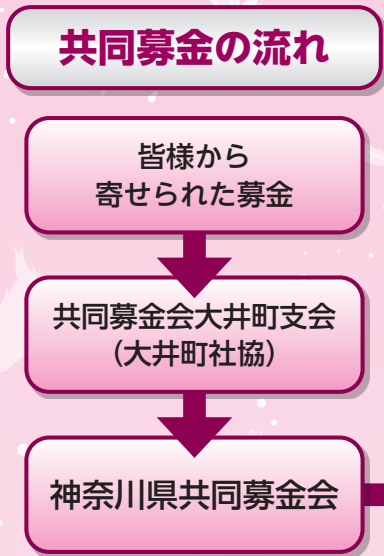 共同募金の流れ
皆様から
寄せられた募金
共同募金会大井町支会
（大井町社協）
神奈川県共同募金会